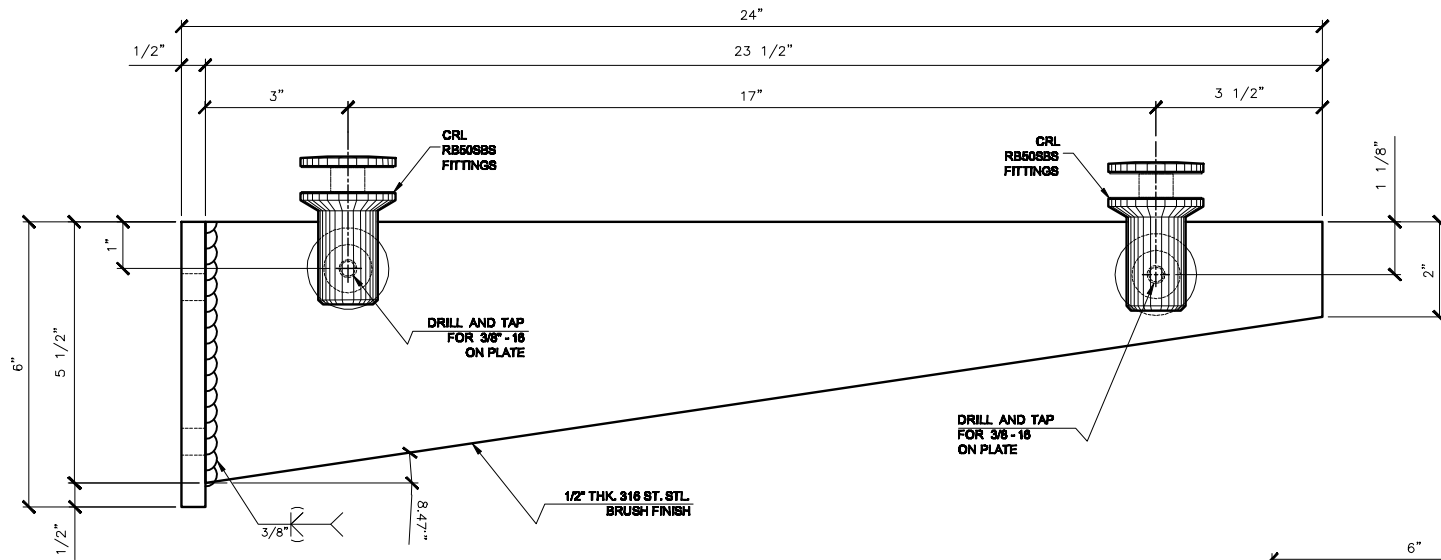 24"
1/2"
23 1/2"
3"
17"
3 1/2"
CRL
RB50SBS
FITTINGS
CRL
RB50SBS
FITTINGS
1 1/8"
1"
2"
6"
5 1/2"
DRILL AND TAP
FOR 3/8" - 16
ON PLATE
DRILL AND TAP
FOR 3/8 - 16
ON PLATE
1/2" THK. 316 ST. STL.
BRUSH FINISH
8.47°
3/8"
1/2"
6"